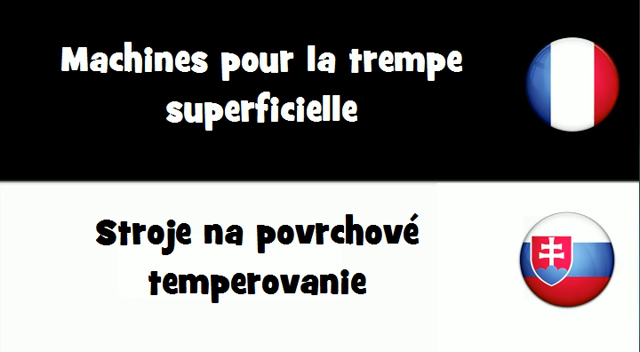 Machines pour la trempe
superficielle
Stroje na povrchové
temperovanie